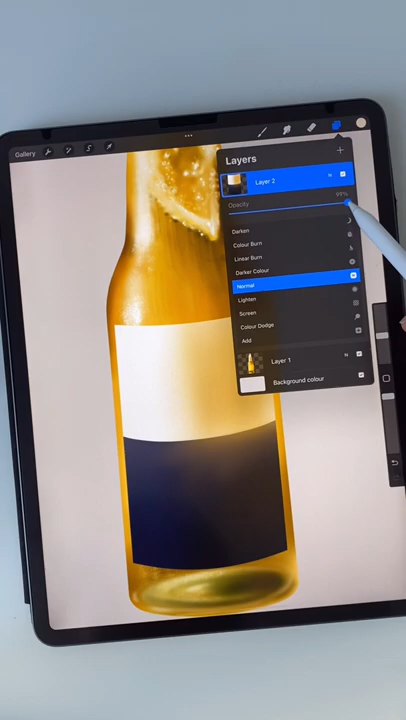 Gallery
Layers
Layer 2
N
Opacity
99%
Darken
Colour Burn
Linear Burn
Darker Colour
Normal
Lighten
Screen
Colour Dodge
Add
Layer 1
N
Background colour